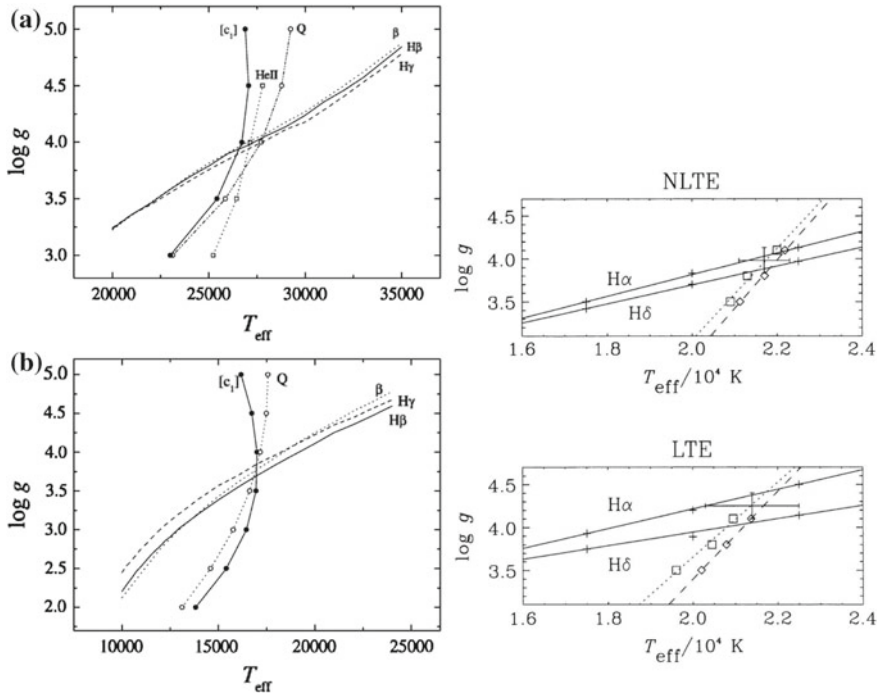 (a)
[c₁]
Q
β
Hβ
Hγ
HeII
5.0
4.5
4.0
3.5
3.0
log g
20000 25000 30000 35000
T_eff
(b)
[c₁]
Q
β
Hγ
Hβ
5.0
4.5
4.0
3.5
3.0
2.5
2.0
log g
10000 15000 20000 25000
T_eff
NLTE
4.5
4.0
3.5
log g
Hα
Hδ
1.6 1.8 2.0 2.2 2.4
T_eff/10⁴ K
LTE
4.5
4.0
3.5
log g
Hα
Hδ
1.6 1.8 2.0 2.2 2.4
T_eff/10⁴ K